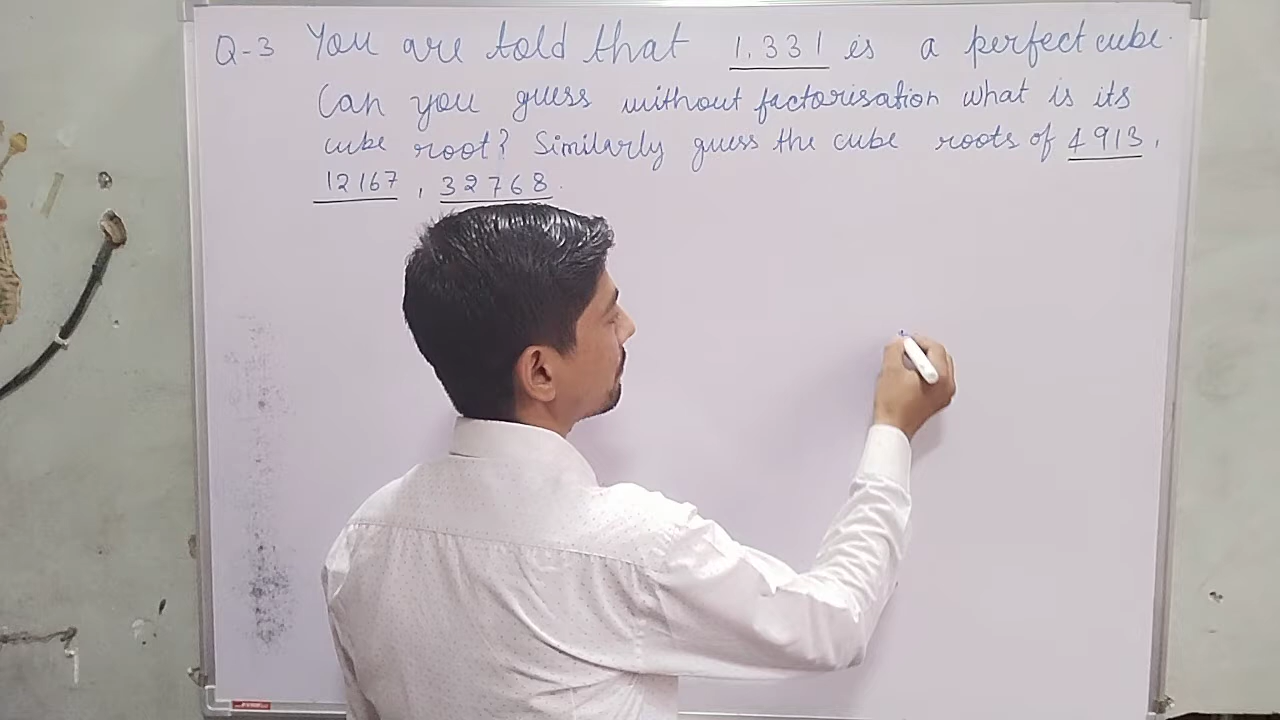 Q-3 You are told that 1,331 is a perfect cube.
Can you guess without factorisation what is its
cube root? Similarly guess the cube roots of 4913,
12167, 32768.